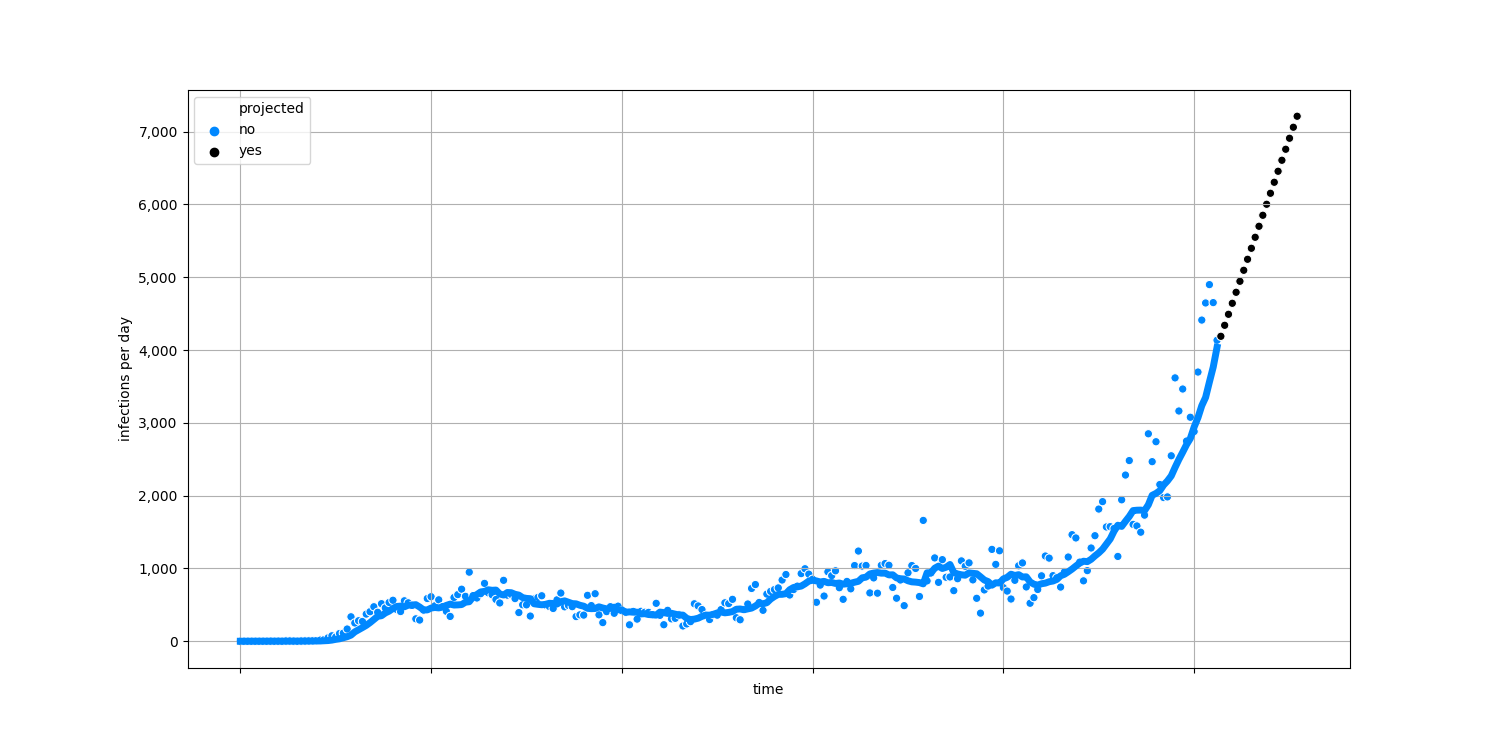 projected
no
yes
7,000
6,000
5,000
4,000
3,000
2,000
1,000
0
infections per day
time